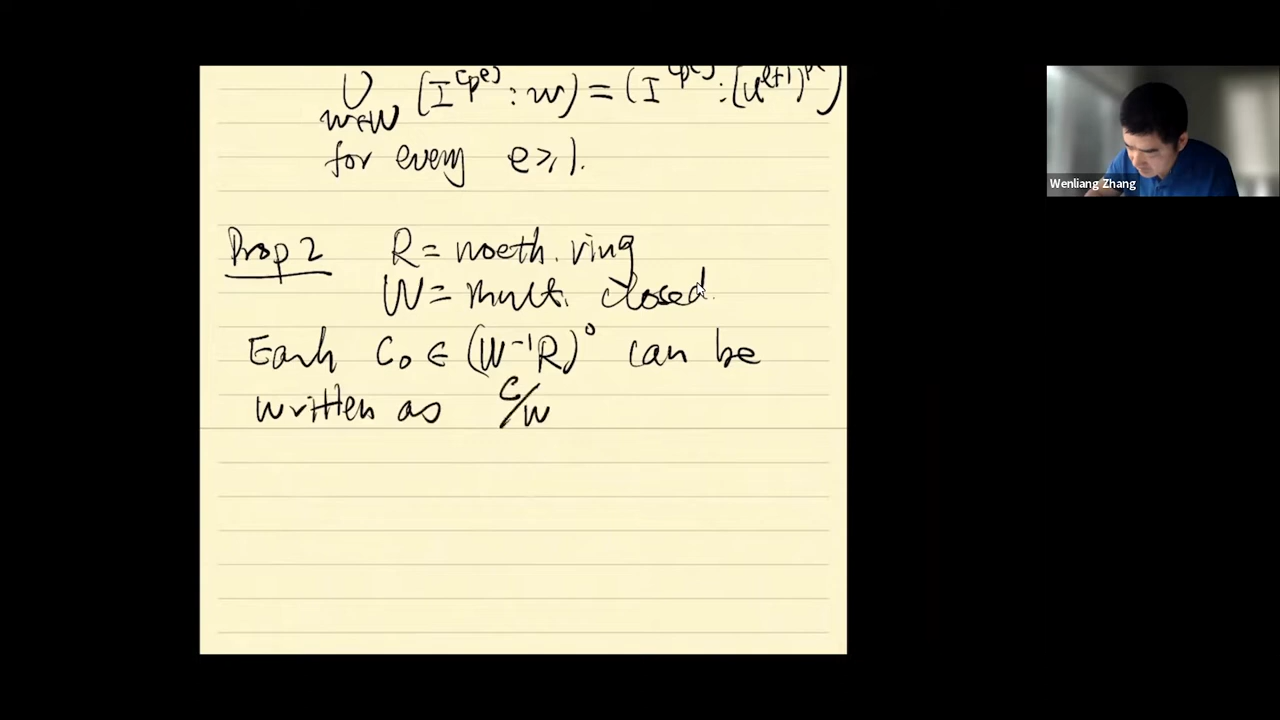 ⋃ (I^[p^e] : w) = (I^[p^e] : (u^{l+1})^{p^e})
w∈W
for every e ≥ 1.
Prop 2 R = noeth. ring
W = mult. closed.
Each c₀ ∈ (W⁻¹R)° can be
written as c/w
Wenliang Zhang